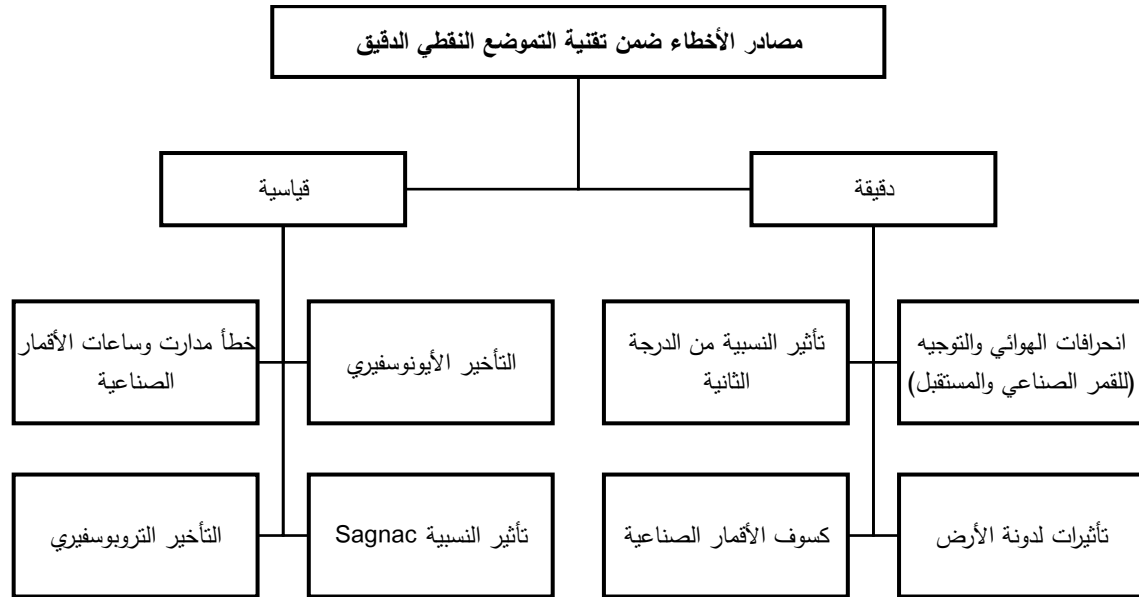 مصادر الأخطاء ضمن تقنية التموضع النقطي الدقيق
دقيقة
قياسية
انحرافات الهوائي والتوجيه
(للقمر الصناعي والمستقبل)
تأثير النسبية من الدرجة
الثانية
التأخير الأيونوسفيري
خطأ مدارت وساعات الأقمار
الصناعية
تأثيرات لدونة الأرض
كسوف الأقمار الصناعية
تأثير النسبية Sagnac
التأخير التروبوسفيري